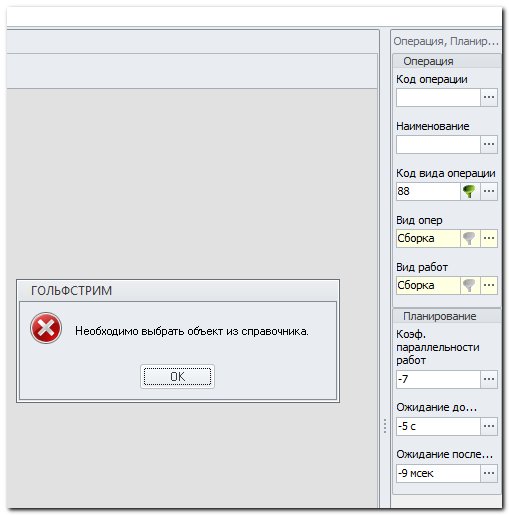 Операция, Планир...
Операция
Код операции
Наименование
Код вида операции
88
Вид опер
Сборка
Вид работ
Сборка
ГОЛЬФСТРИМ
Необходимо выбрать объект из справочника.
OK
Планирование
Коэф.
параллельности
работ
-7
Ожидание до...
-5 с
Ожидание после...
-9 мсек